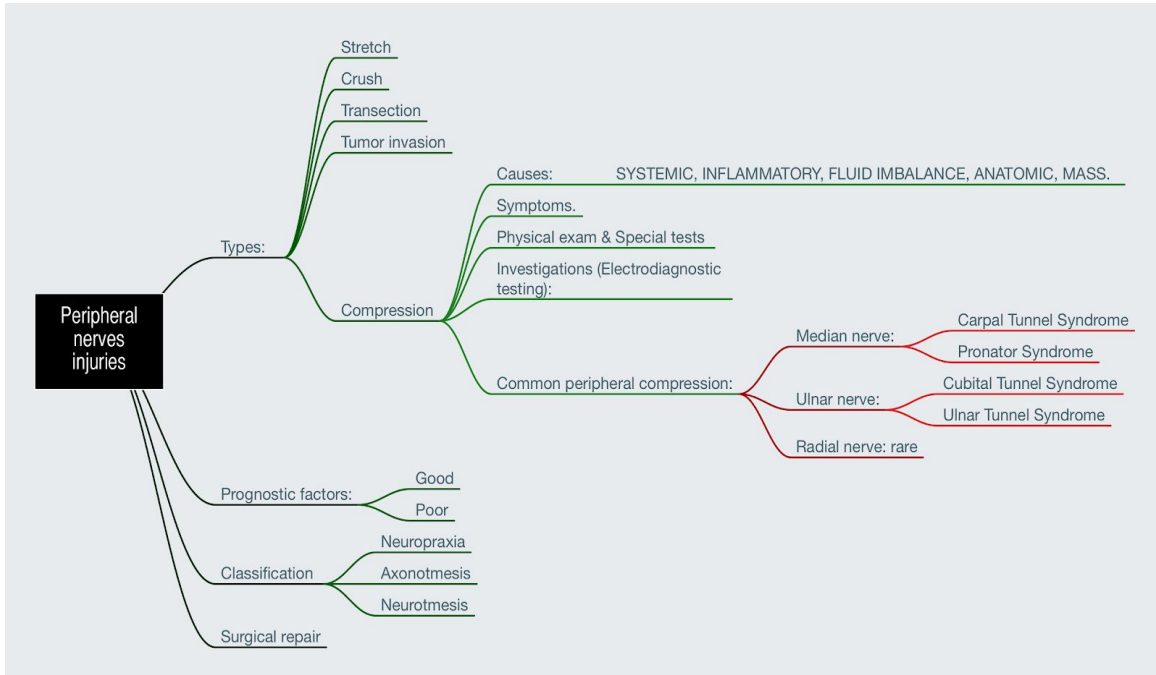 Peripheral
nerves
injuries
Types:
Stretch
Crush
Transection
Tumor invasion
Compression
Causes: SYSTEMIC, INFLAMMATORY, FLUID IMBALANCE, ANATOMIC, MASS.
Symptoms.
Physical exam & Special tests
Investigations (Electrodiagnostic
testing):
Common peripheral compression:
Median nerve:
Carpal Tunnel Syndrome
Pronator Syndrome
Ulnar nerve:
Cubital Tunnel Syndrome
Ulnar Tunnel Syndrome
Radial nerve: rare
Prognostic factors:
Good
Poor
Classification
Neuropraxia
Axonotmesis
Neurotmesis
Surgical repair